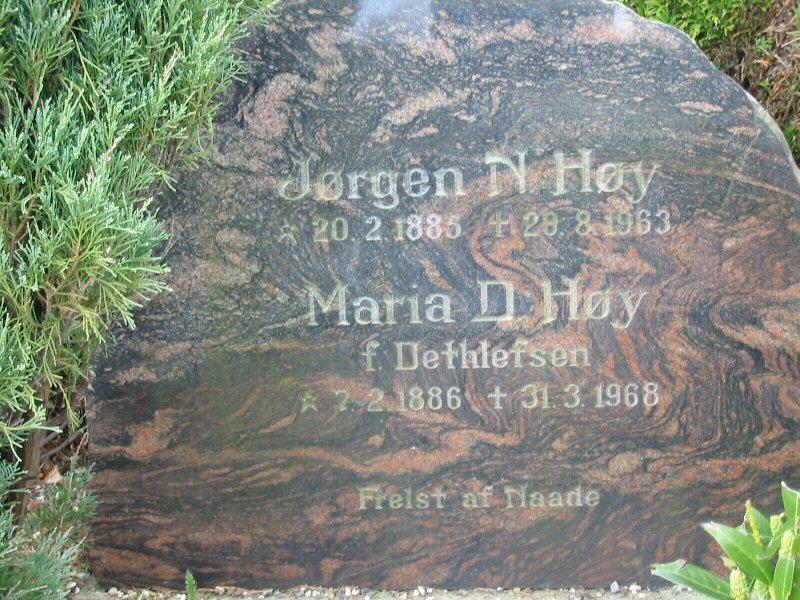 Jørgen N. Høy
☆ 20.2.1885 ✝ 28.8.1963
Maria D. Høy
f. Dethlefsen
☆ 7.2.1886 ✝ 31.3.1968
Frelst af Naade